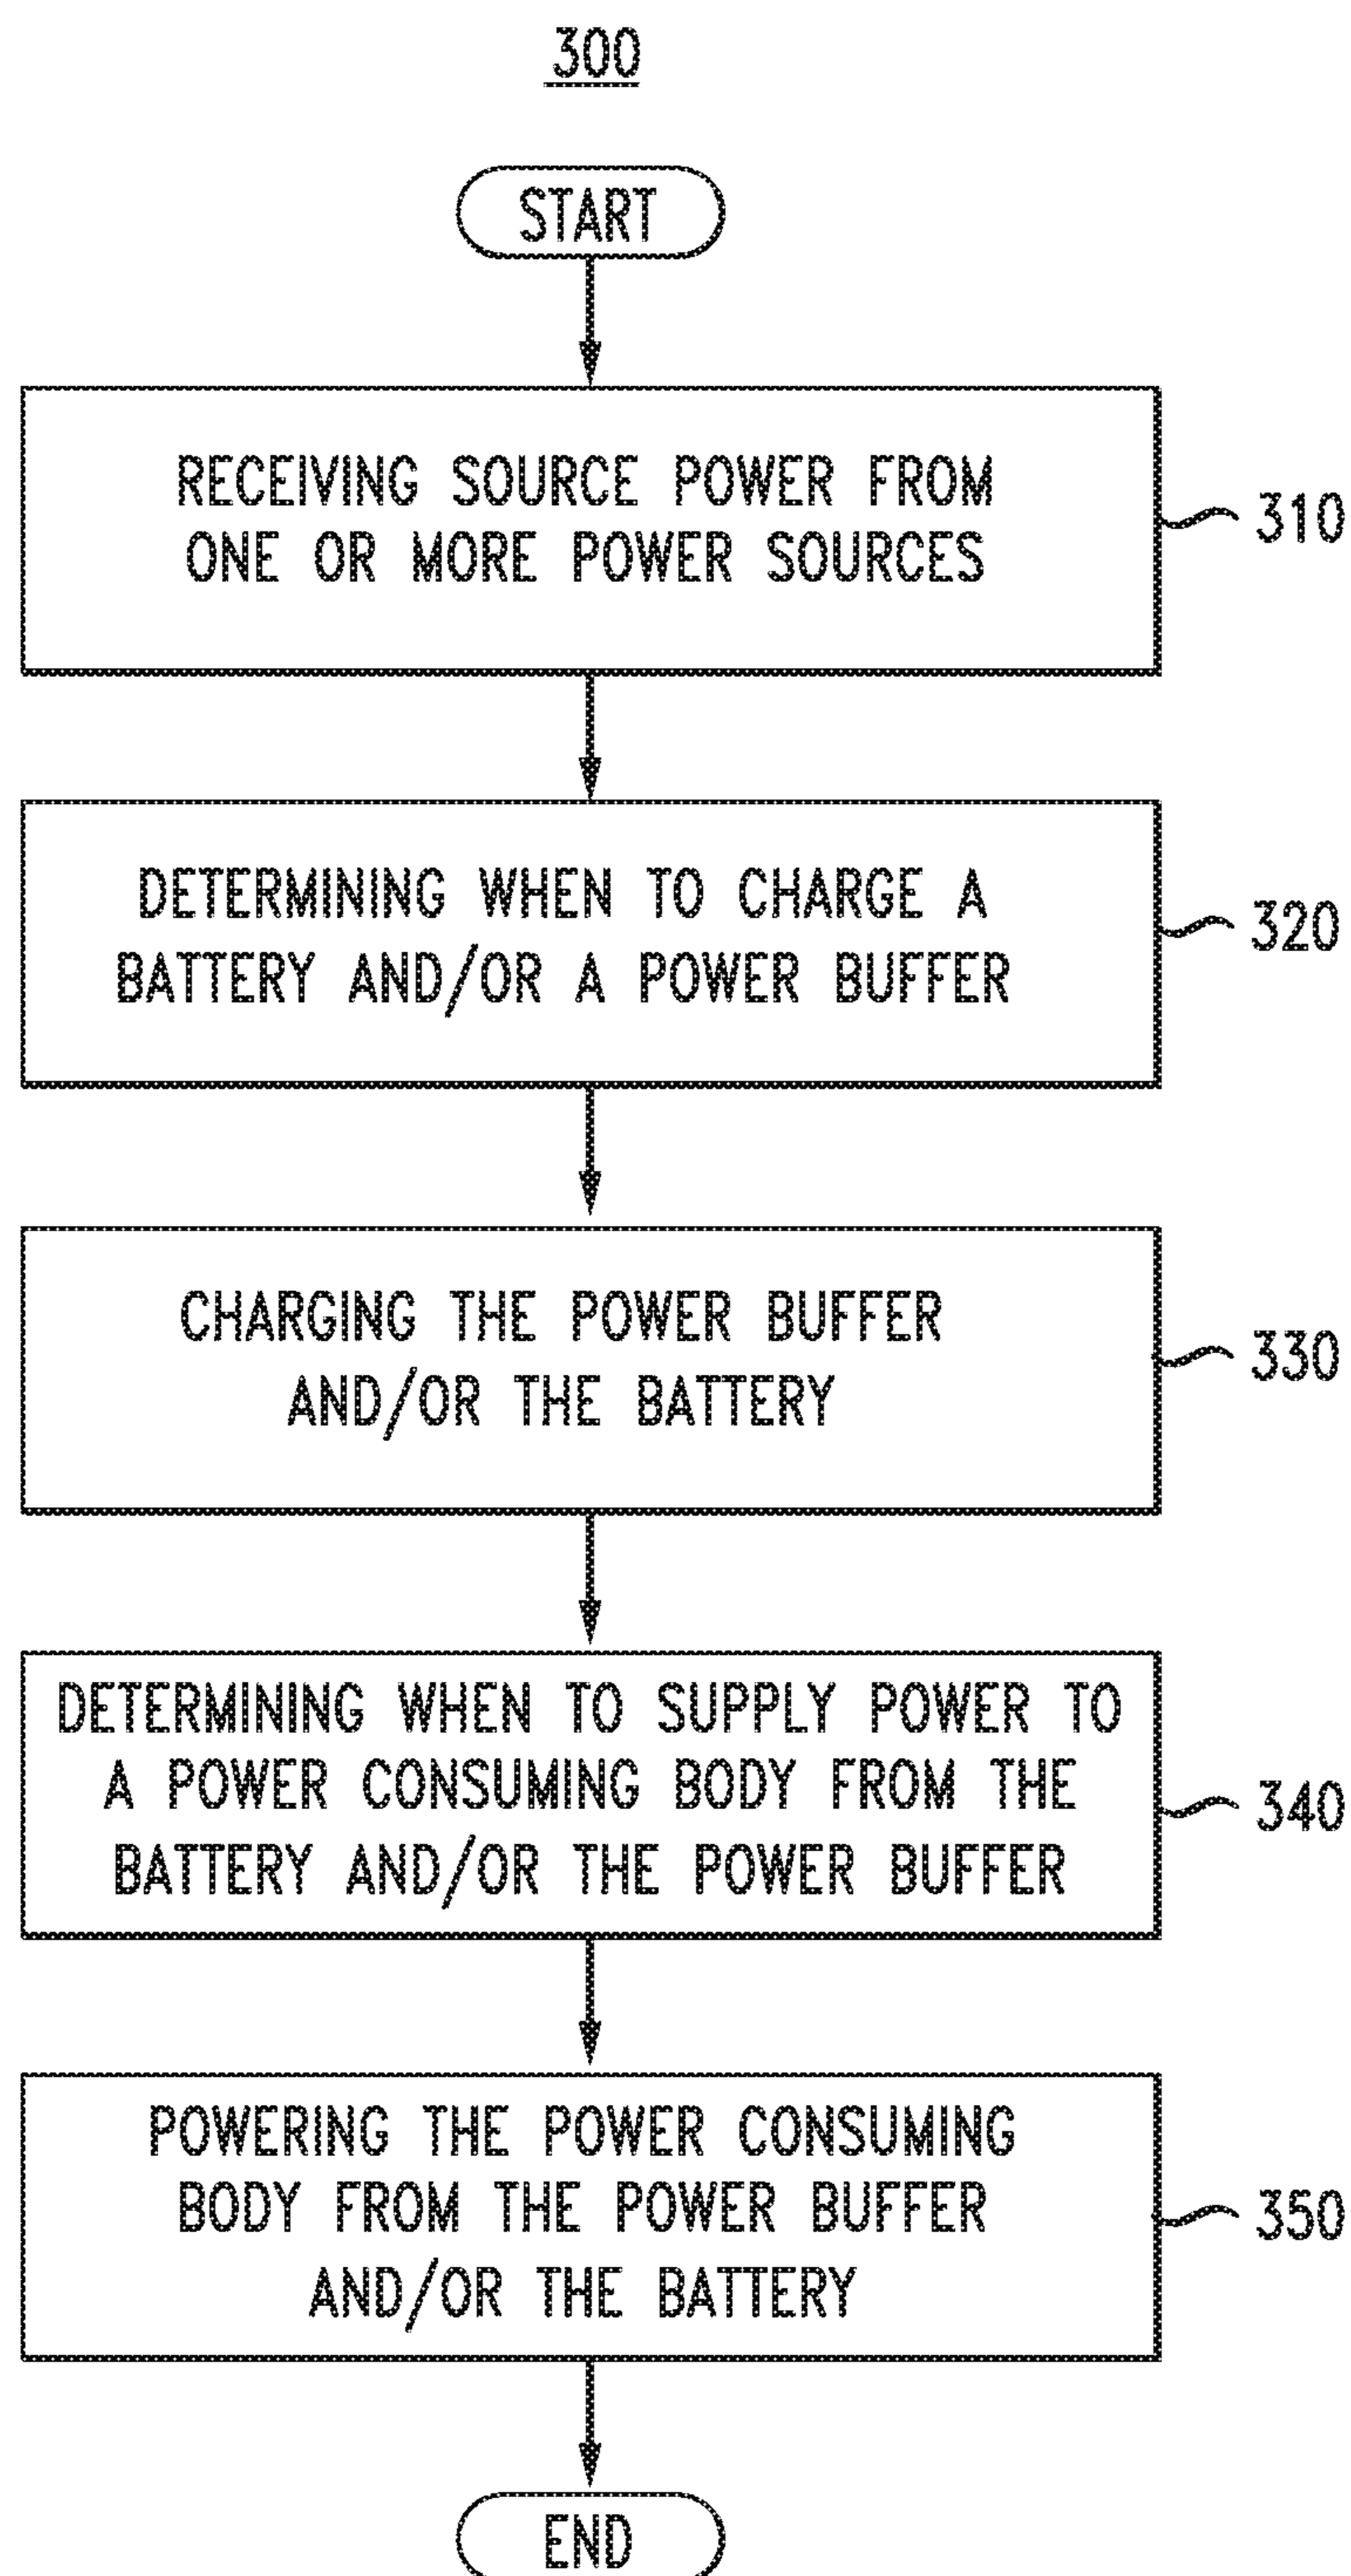 300
START
RECEIVING SOURCE POWER FROM
ONE OR MORE POWER SOURCES
310
DETERMINING WHEN TO CHARGE A
BATTERY AND/OR A POWER BUFFER
320
CHARGING THE POWER BUFFER
AND/OR THE BATTERY
330
DETERMINING WHEN TO SUPPLY POWER TO
A POWER CONSUMING BODY FROM THE
BATTERY AND/OR THE POWER BUFFER
340
POWERING THE POWER CONSUMING
BODY FROM THE POWER BUFFER
AND/OR THE BATTERY
350
END